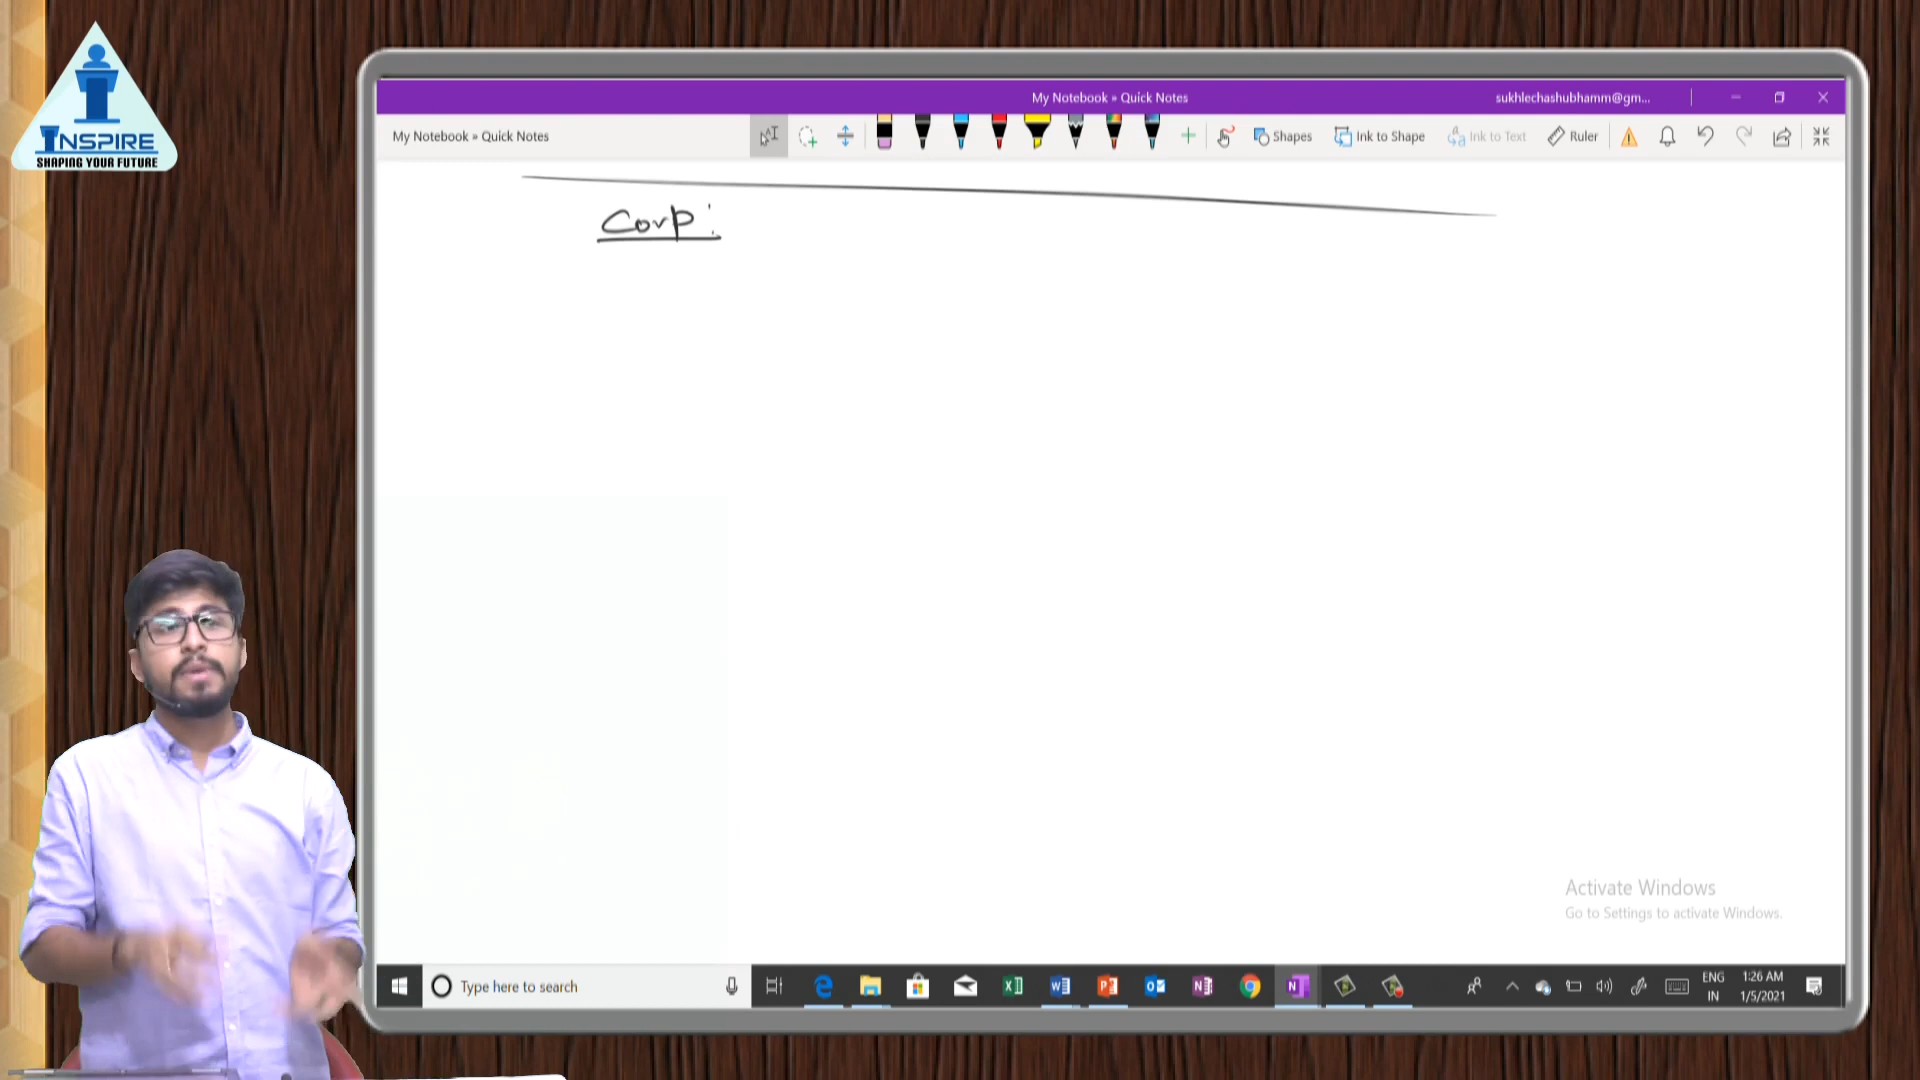 INSPIRE
SHAPING YOUR FUTURE
My Notebook » Quick Notes
sukhlechashubhamm@gm...
My Notebook » Quick Notes
Shapes
Ink to Shape
Ink to Text
Ruler
Corp:
Activate Windows
Go to Settings to activate Windows.
Type here to search
ENG
IN
1:26 AM
1/5/2021